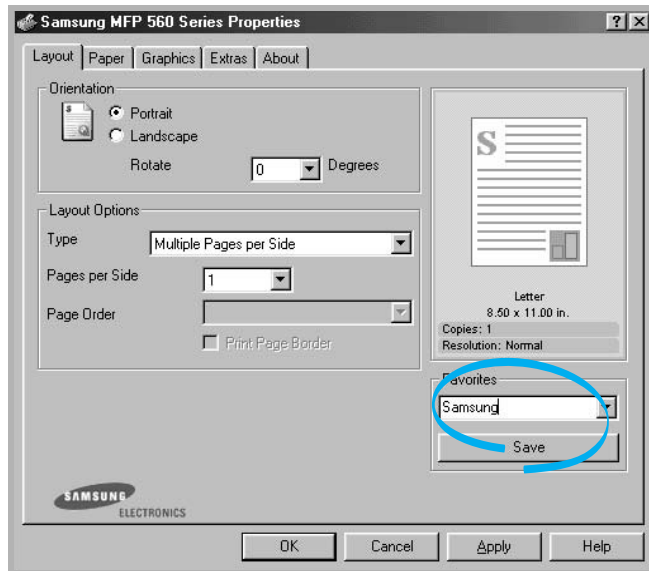 Samsung MFP 560 Series Properties
Layout Paper Graphics Extras About
Orientation
Portrait
Landscape
Rotate 0 Degrees
Layout Options
Type Multiple Pages per Side
Pages per Side 1
Page Order
Print Page Border
S
Letter
8.50 x 11.00 in.
Copies: 1
Resolution: Normal
Favorites
Samsung
Save
SAMSUNG
ELECTRONICS
OK Cancel Apply Help